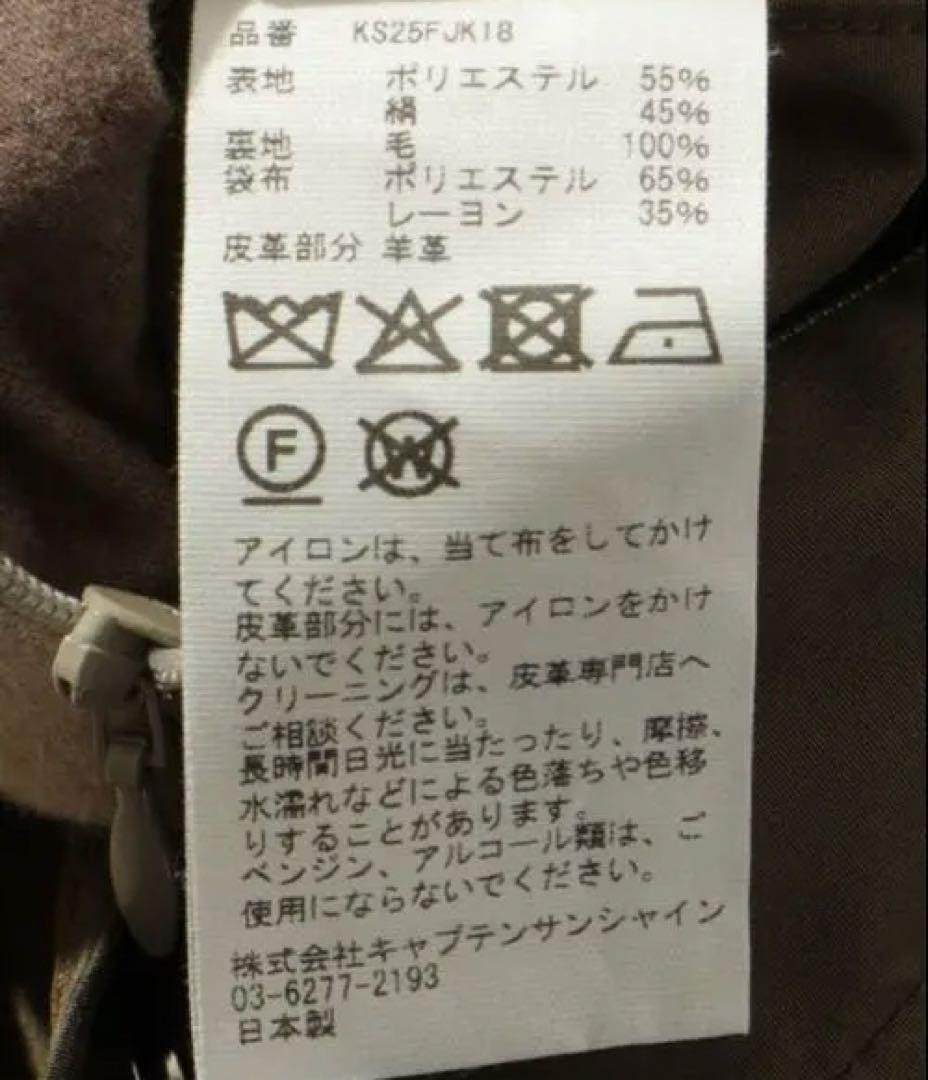 品番 KS25FJK18
表地 ポリエステル 55%
絹 45%
裏地 毛 100%
袋布 ポリエステル 65%
レーヨン 35%
皮革部分 羊革
F W
アイロンは、当て布をしてかけ
てください。
皮革部分には、アイロンをかけ
ないでください。
クリーニングは、皮革専門店へ
ご相談ください。
長時間日光に当たったり、摩擦、
水濡れなどによる色落ちや色移
りすることがあります。
ベンジン、アルコール類は、ご
使用にならないでください。
株式会社キャプテンサンシャイン
03-6277-2193
日本製